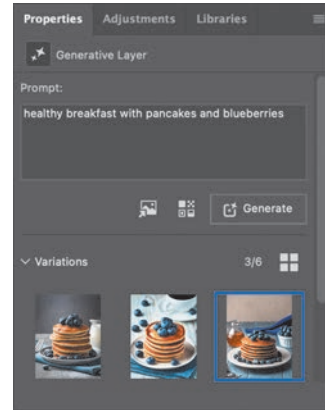 Properties Adjustments Libraries
Generative Layer
Prompt:
healthy breakfast with pancakes and blueberries
Generate
Variations 3/6